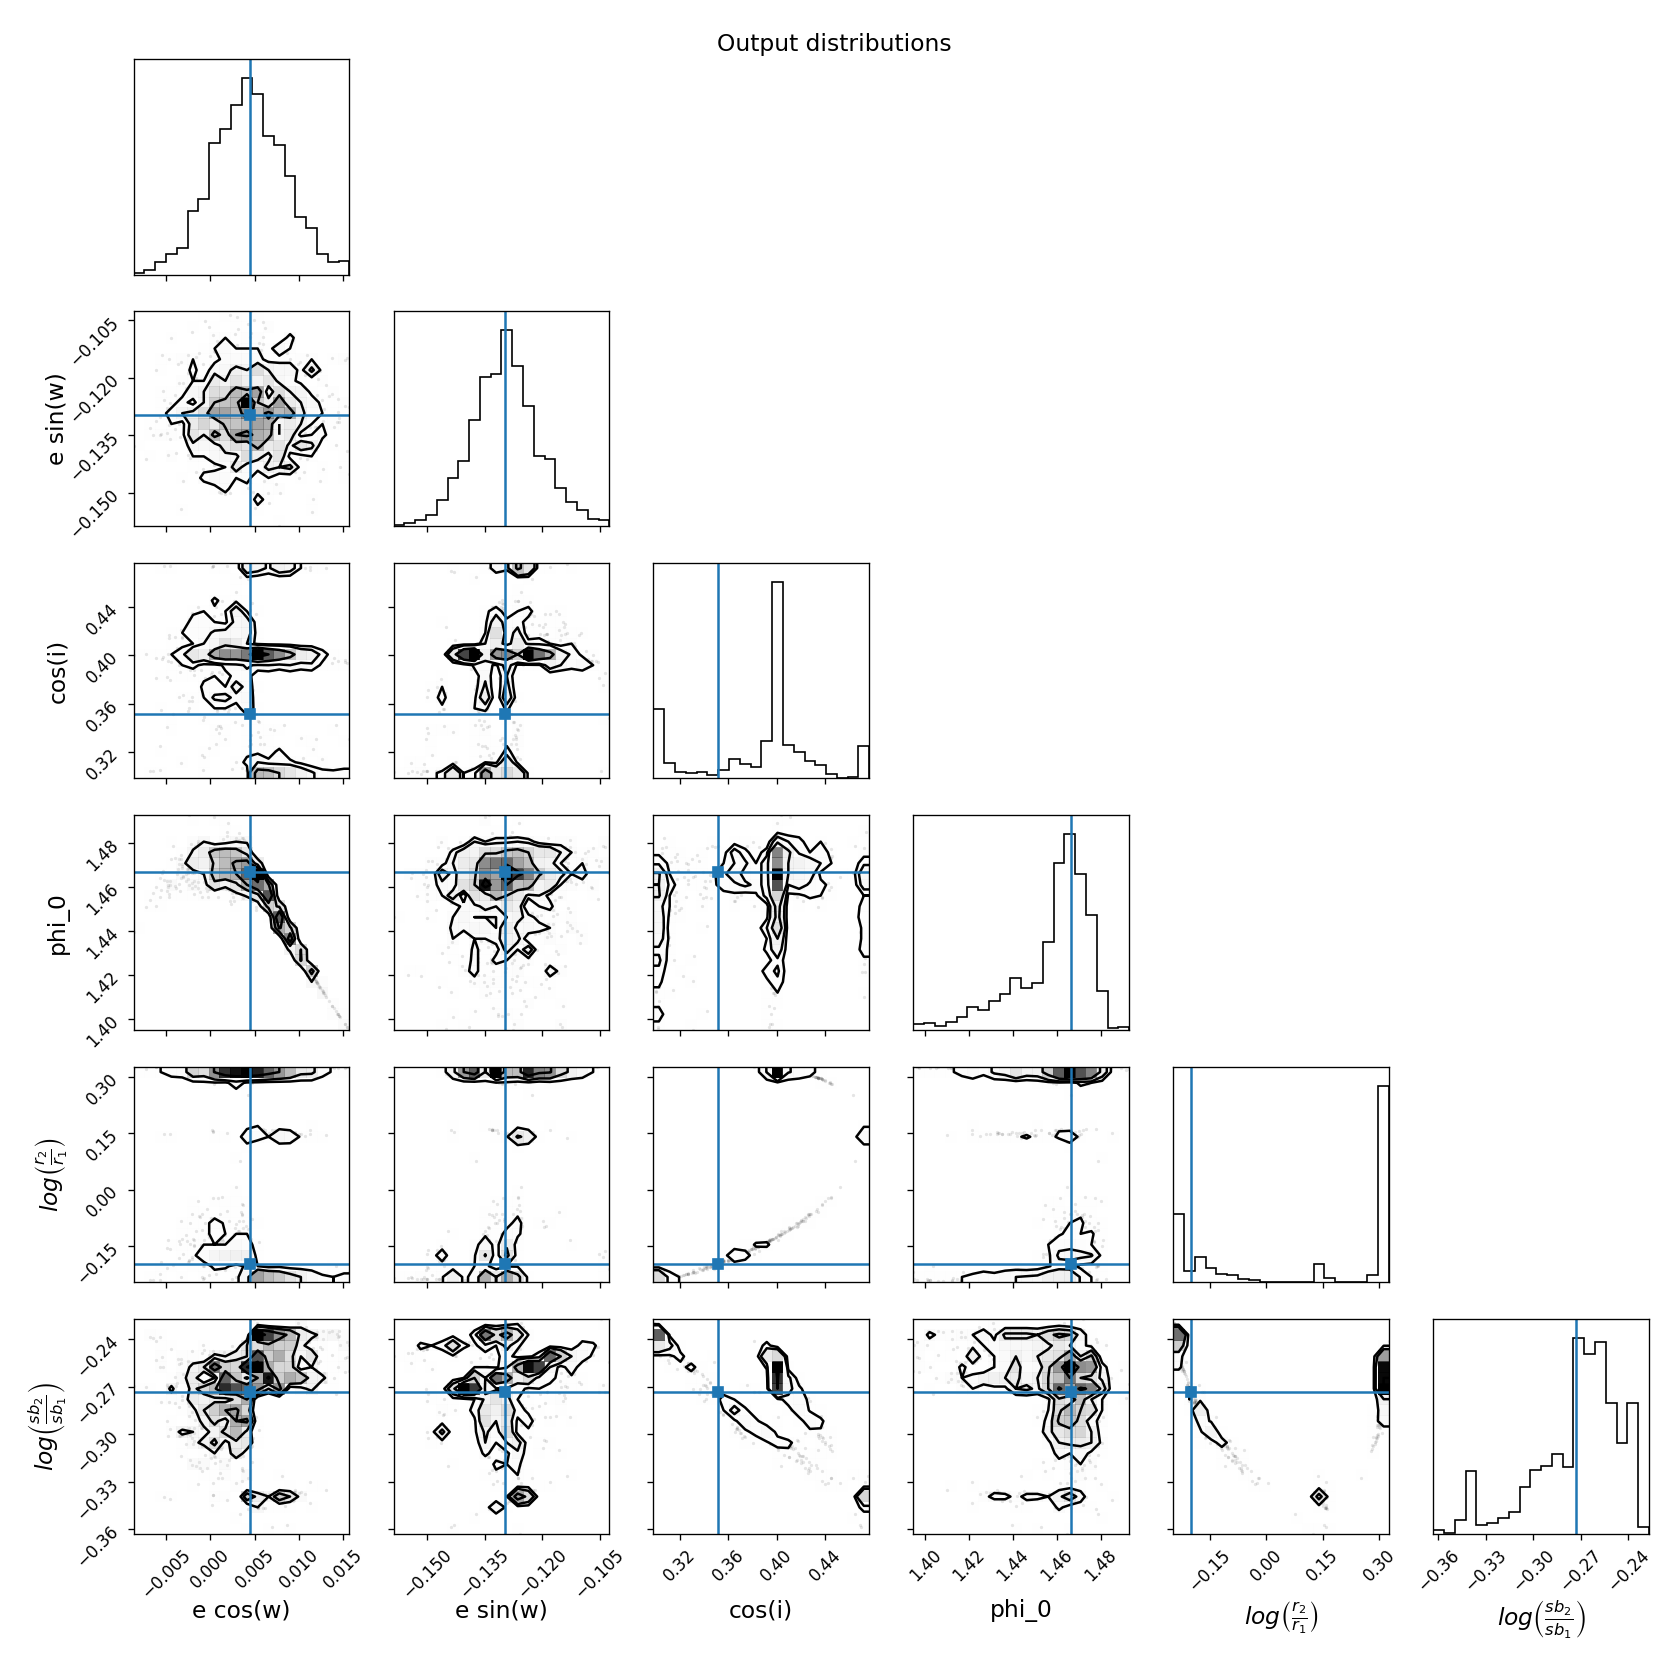 Output distributions
e sin(w)
−0.105
−0.120
−0.135
−0.150
cos(i)
0.44
0.40
0.36
0.32
phi_0
1.48
1.46
1.44
1.42
1.40
log(r₂/r₁)
0.30
0.15
0.00
−0.15
log(sb₂/sb₁)
−0.24
−0.27
−0.30
−0.33
−0.36
−0.005 0.000 0.005 0.010 0.015
−0.150 −0.135 −0.120 −0.105
0.32 0.36 0.40 0.44
1.40 1.42 1.44 1.46 1.48
−0.15 0.00 0.15 0.30
−0.36 −0.33 −0.30 −0.27 −0.24
e cos(w)
e sin(w)
cos(i)
phi_0
log(r₂/r₁)
log(sb₂/sb₁)